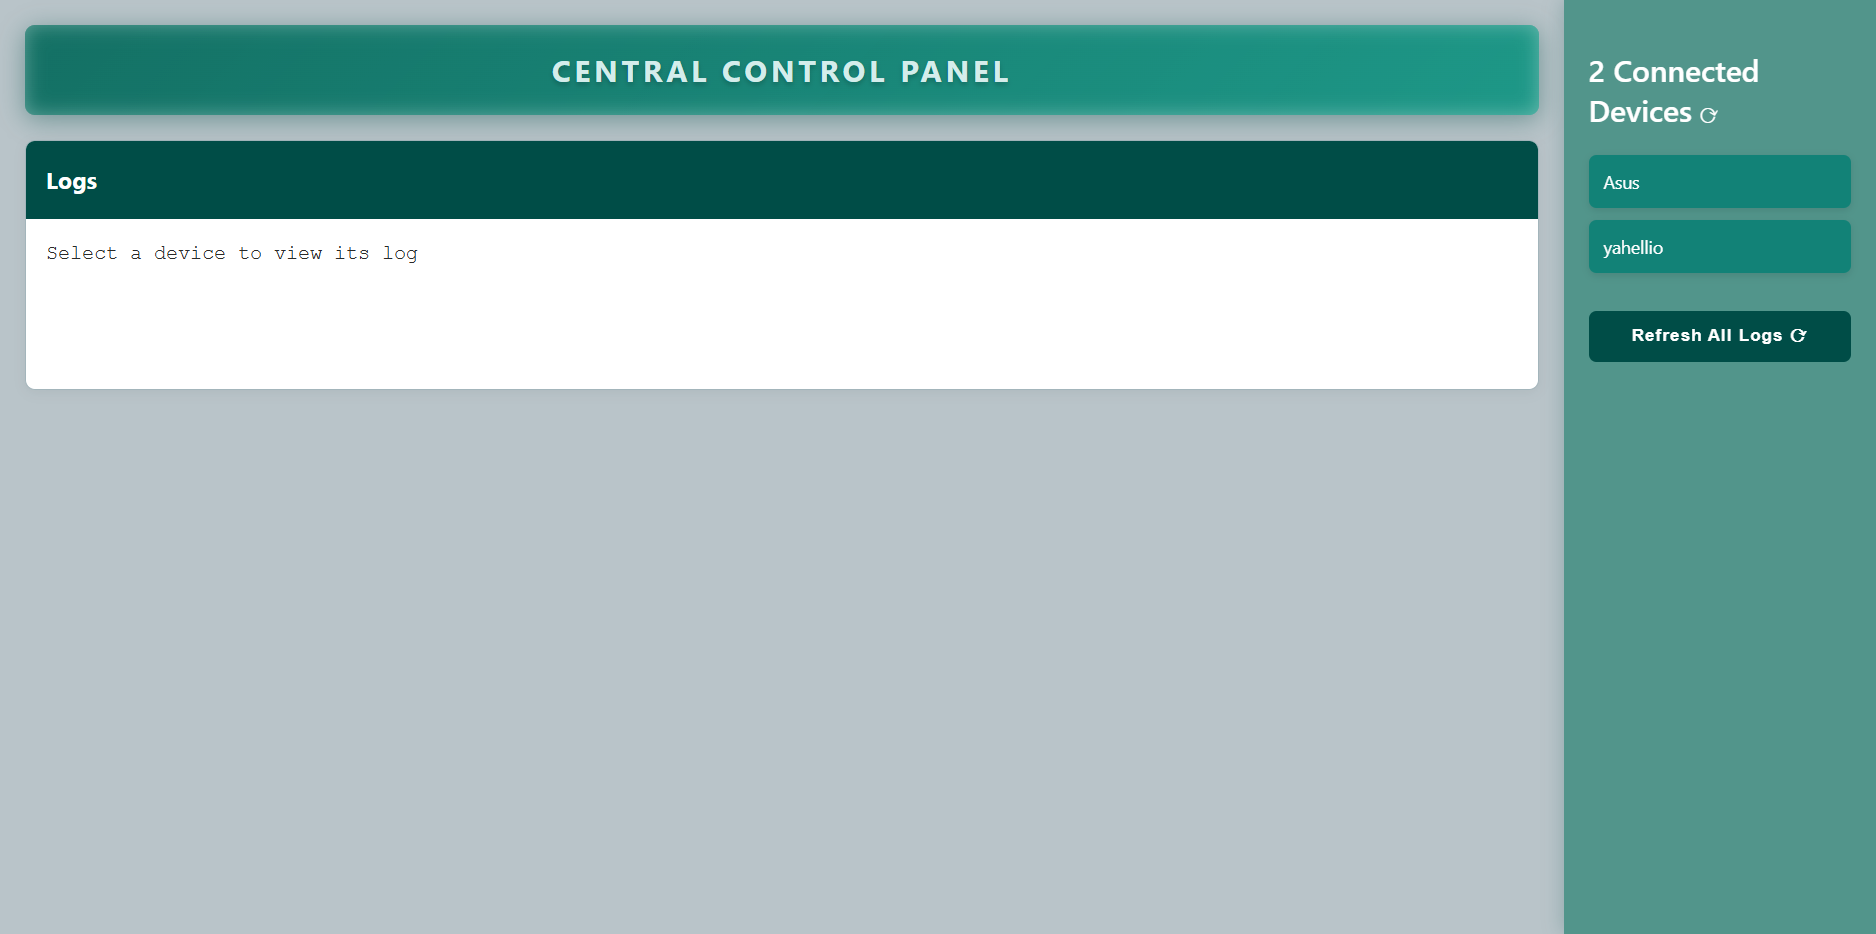 CENTRAL CONTROL PANEL
Logs
Select a device to view its log
2 Connected
Devices
Asus
yahellio
Refresh All Logs